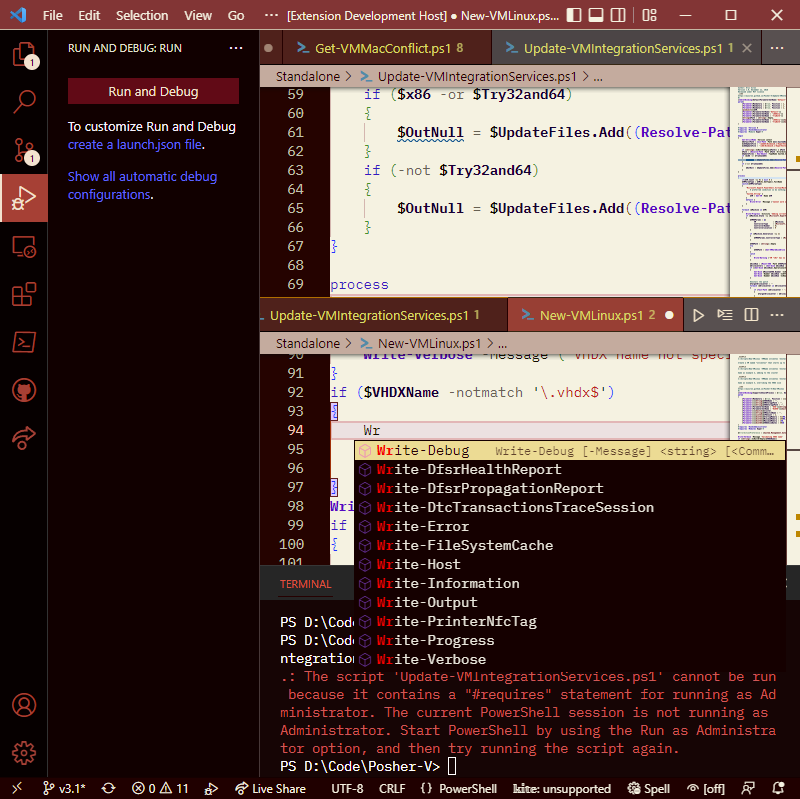 File Edit Selection View Go ··· [Extension Development Host] ● New-VMLinux.ps...
RUN AND DEBUG: RUN ···
Run and Debug
To customize Run and Debug
create a launch.json file.
Show all automatic debug
configurations.
1
1
Get-VMMacConflict.ps1 8 Update-VMIntegrationServices.ps1 1 ···
Standalone > Update-VMIntegrationServices.ps1 > ...
59 if ($x86 -or $Try32and64)
60 {
61 $OutNull = $UpdateFiles.Add((Resolve-Pat
62 }
63 if (-not $Try32and64)
64 {
65 $OutNull = $UpdateFiles.Add((Resolve-Pat
66 }
67 }
68
69 process
Update-VMIntegrationServices.ps1 1 New-VMLinux.ps1 2 ● ···
Standalone > New-VMLinux.ps1 > ...
90 Write-Verbose -Message ("VHDX name not speci
91 }
92 if ($VHDXName -notmatch '\.vhdx$')
93 {
94 Wr
95
96
97 }
98 Wri
99 if
100 {
101
Write-Debug Write-Debug [-Message] <string> [<Comm...
Write-DfsrHealthReport
Write-DfsrPropagationReport
Write-DtcTransactionsTraceSession
Write-Error
Write-FileSystemCache
Write-Host
Write-Information
Write-Output
Write-PrinterNfcTag
Write-Progress
Write-Verbose
TERMINAL
PS D:\Code
PS D:\Code
ntegration
.: The script 'Update-VMIntegrationServices.ps1' cannot be run
because it contains a "#requires" statement for running as Ad
ministrator. The current PowerShell session is not running as
Administrator. Start PowerShell by using the Run as Administra
tor option, and then try running the script again.
PS D:\Code\Posher-V>
v3.1* 0 11 Live Share UTF-8 CRLF {} PowerShell kite: unsupported Spell [off]